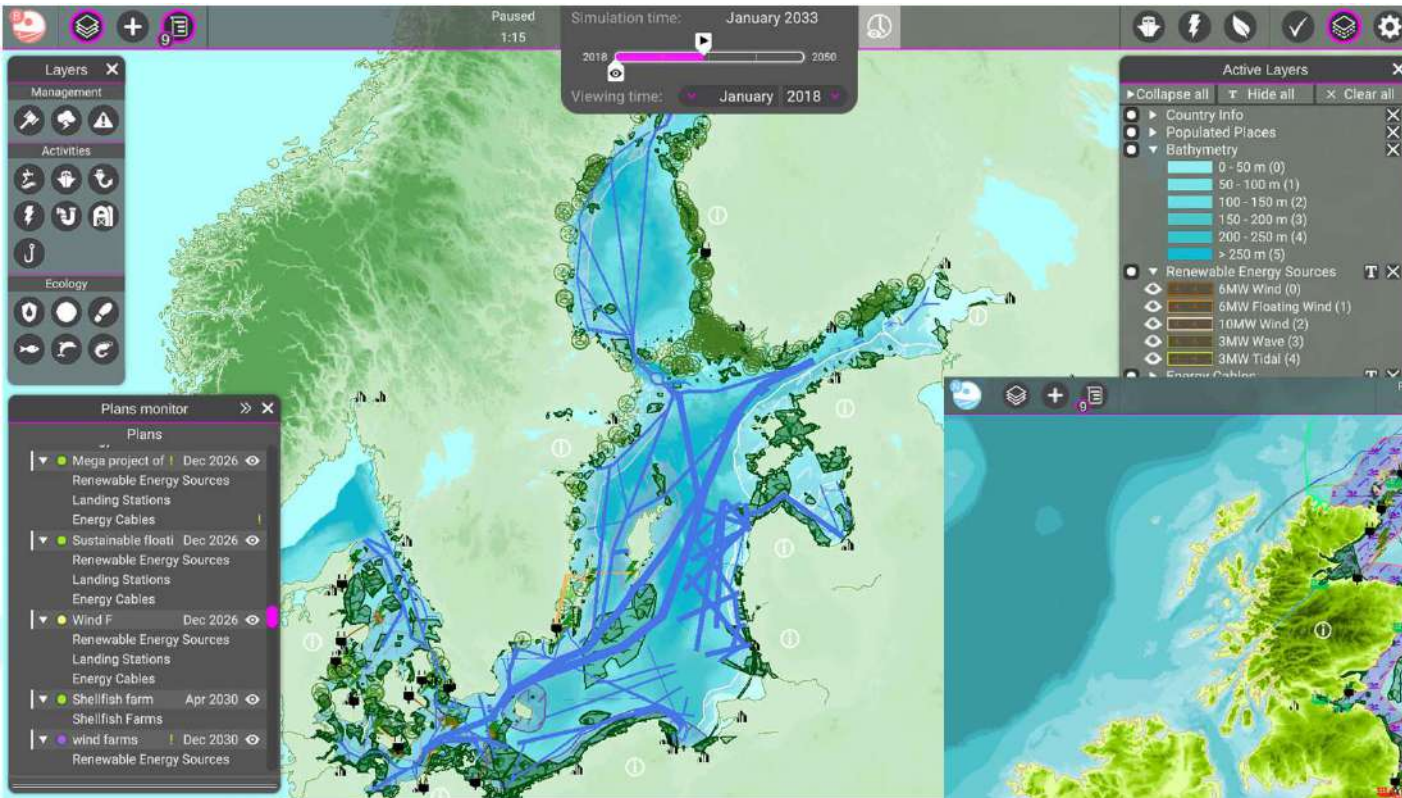 Paused
1:15
Simulation time: January 2033
2018 2050
Viewing time: January 2018
9
Layers
Management
Activities
Ecology
Plans monitor
Plans
Mega project of ! Dec 2026
Renewable Energy Sources
Landing Stations
Energy Cables !
Sustainable floati Dec 2026
Renewable Energy Sources
Landing Stations
Energy Cables
Wind F Dec 2026
Renewable Energy Sources
Landing Stations
Energy Cables
Shellfish farm Apr 2030
Shellfish Farms
wind farms ! Dec 2030
Renewable Energy Sources
Active Layers
Collapse all T Hide all X Clear all
Country Info
Populated Places
Bathymetry
0 - 50 m (0)
50 - 100 m (1)
100 - 150 m (2)
150 - 200 m (3)
200 - 250 m (4)
> 250 m (5)
Renewable Energy Sources T
6MW Wind (0)
6MW Floating Wind (1)
10MW Wind (2)
3MW Wave (3)
3MW Tidal (4)
Energy Cables T
9